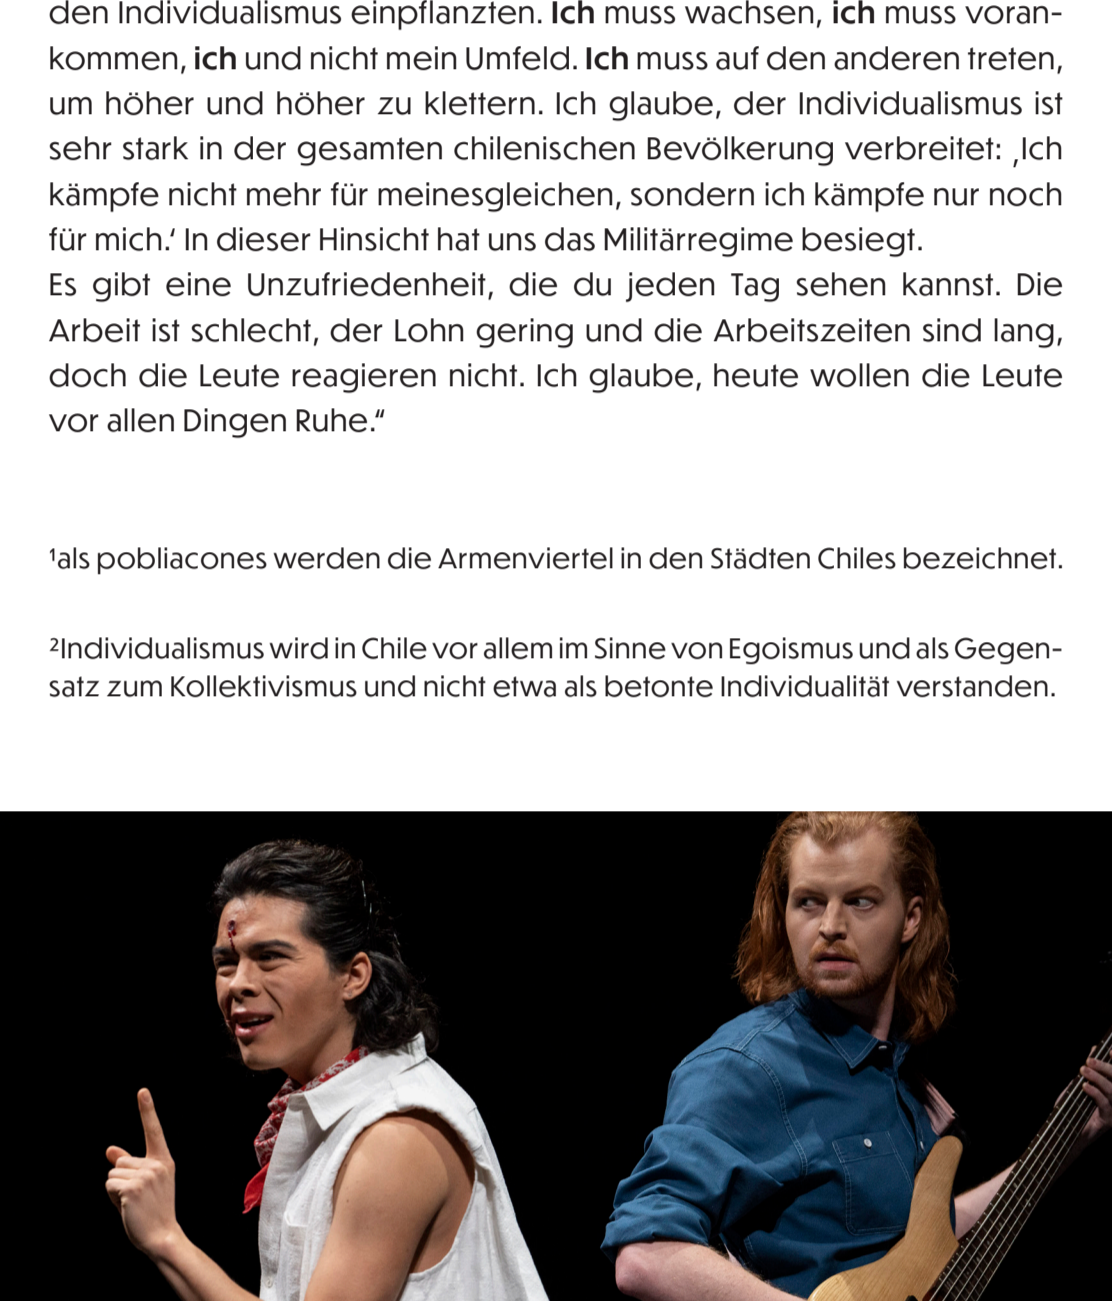 den Individualismus einpflanzten. Ich muss wachsen, ich muss voran-
kommen, ich und nicht mein Umfeld. Ich muss auf den anderen treten,
um höher und höher zu klettern. Ich glaube, der Individualismus ist
sehr stark in der gesamten chilenischen Bevölkerung verbreitet: ‚Ich
kämpfe nicht mehr für meinesgleichen, sondern ich kämpfe nur noch
für mich.‘ In dieser Hinsicht hat uns das Militärregime besiegt.
Es gibt eine Unzufriedenheit, die du jeden Tag sehen kannst. Die
Arbeit ist schlecht, der Lohn gering und die Arbeitszeiten sind lang,
doch die Leute reagieren nicht. Ich glaube, heute wollen die Leute
vor allen Dingen Ruhe.“
¹als pobliacones werden die Armenviertel in den Städten Chiles bezeichnet.
²Individualismus wird in Chile vor allem im Sinne von Egoismus und als Gegen-
satz zum Kollektivismus und nicht etwa als betonte Individualität verstanden.